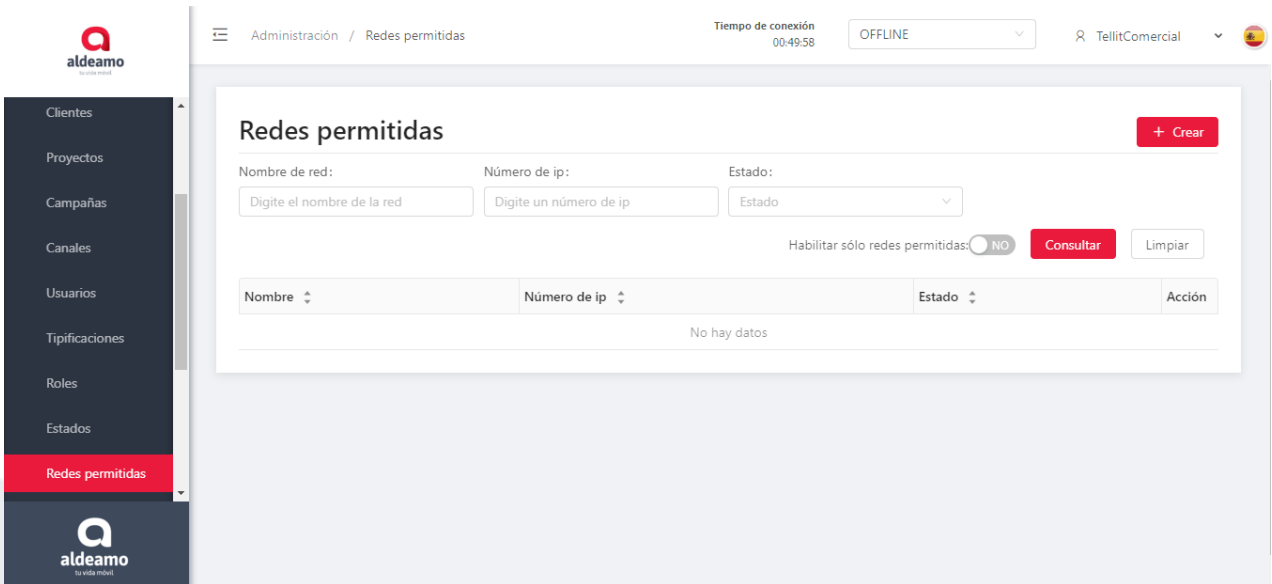 aldeamo
tu vida móvil
Administración / Redes permitidas
Tiempo de conexión
00:49:58
OFFLINE
TellitComercial
Clientes
Proyectos
Campañas
Canales
Usuarios
Tipificaciones
Roles
Estados
Redes permitidas
aldeamo
tu vida móvil
Redes permitidas
+ Crear
Nombre de red:
Número de ip:
Estado:
Digite el nombre de la red
Digite un número de ip
Estado
Habilitar sólo redes permitidas: NO
Consultar
Limpiar
Nombre Número de ip Estado Acción
No hay datos